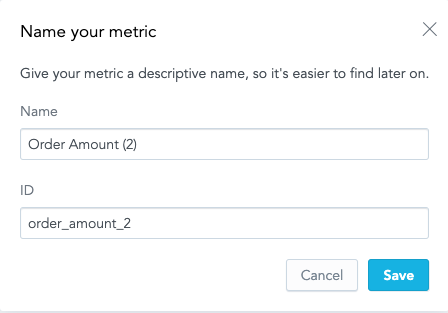 Name your metric
Give your metric a descriptive name, so it's easier to find later on.
Name
Order Amount (2)
ID
order_amount_2
Cancel
Save